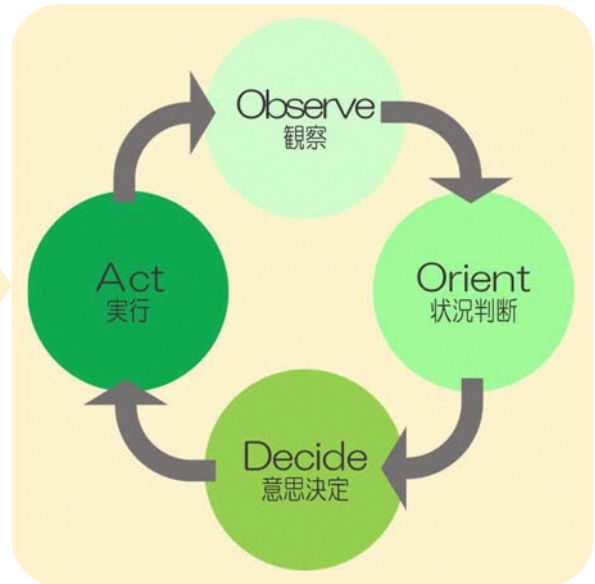 Observe
観察
Orient
状況判断
Decide
意思決定
Act
実行